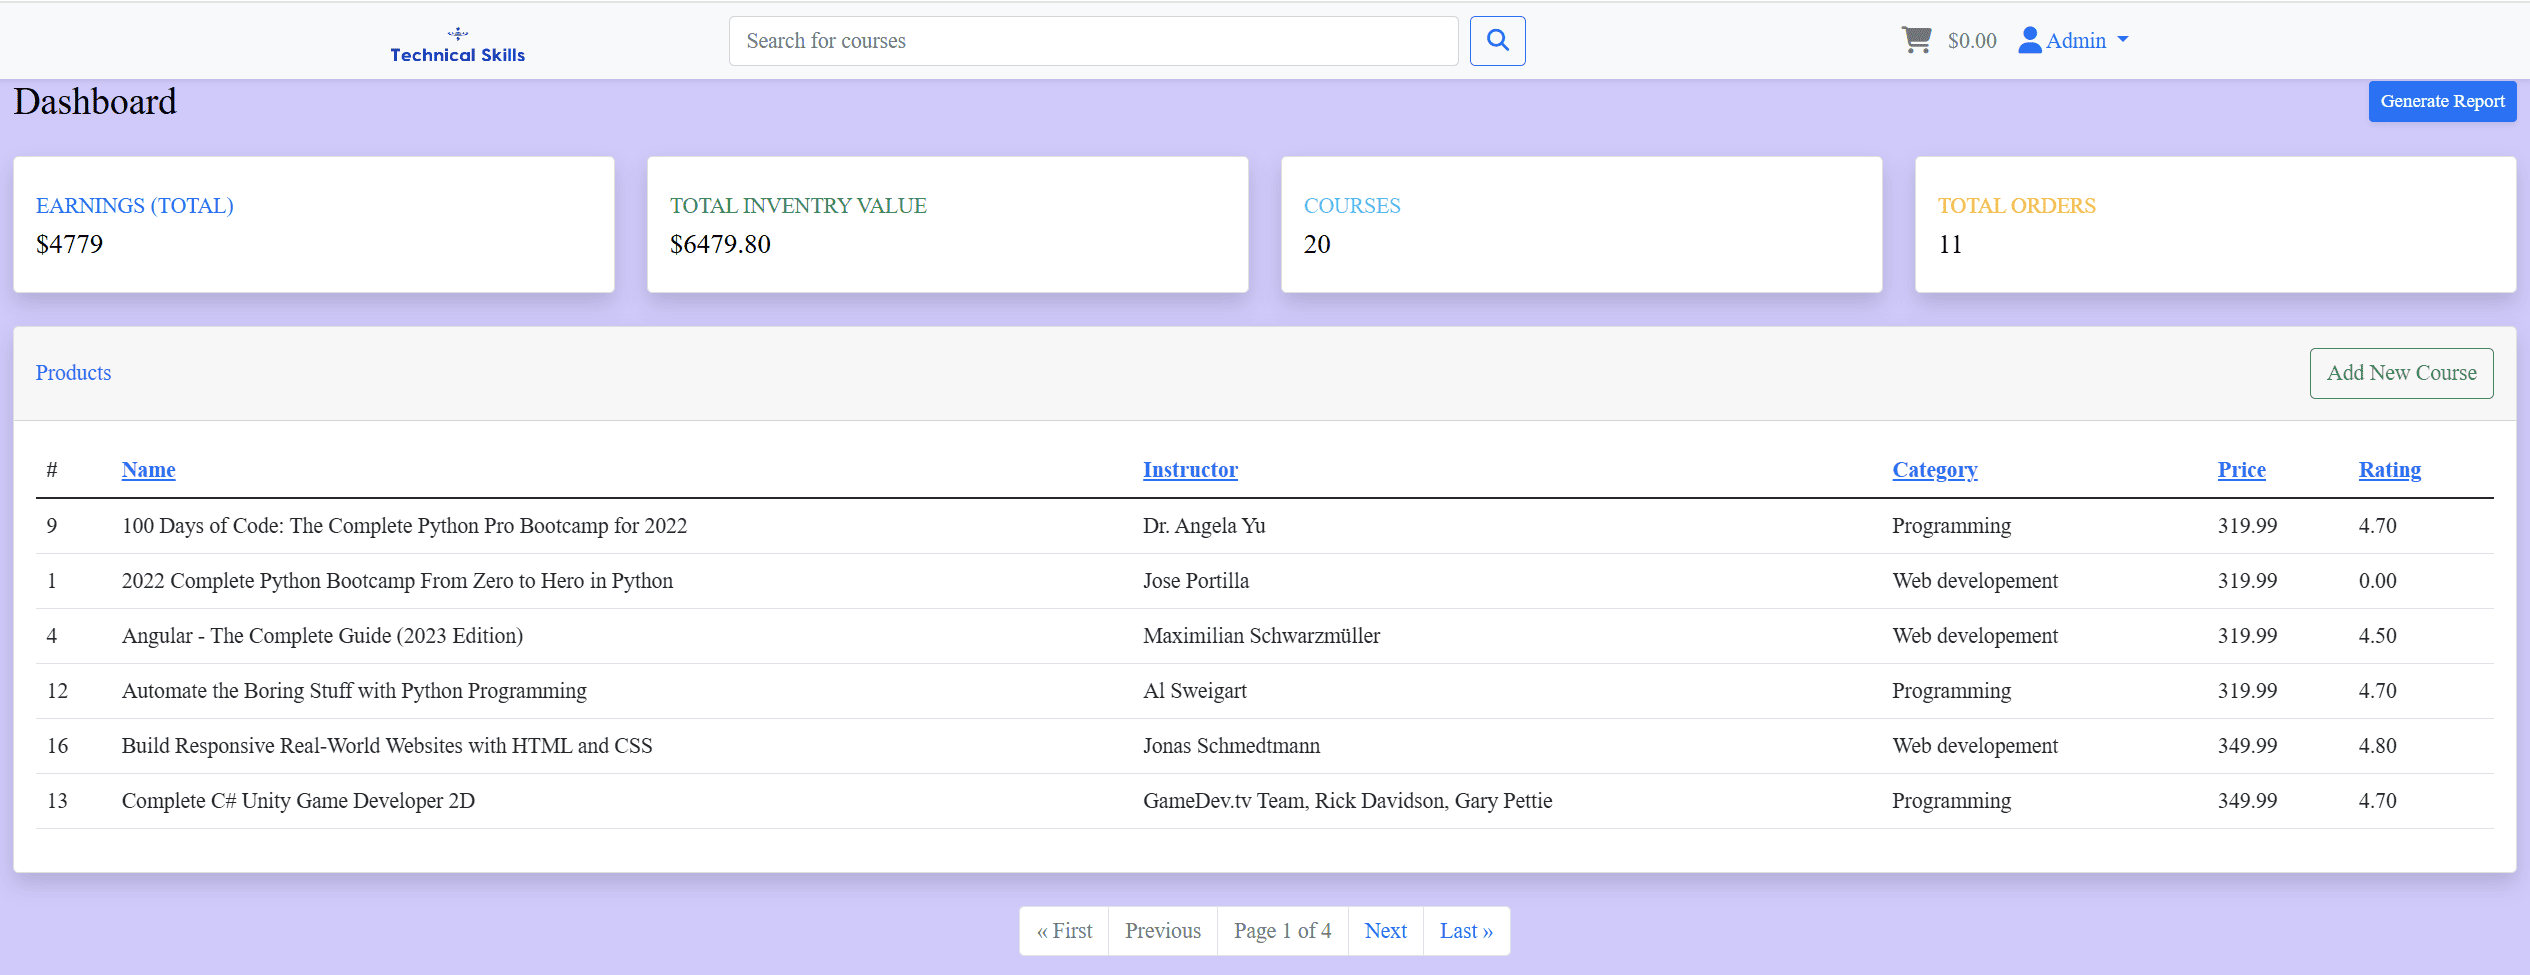 Technical Skills
Search for courses
$0.00 Admin
Dashboard
Generate Report
EARNINGS (TOTAL)
$4779
TOTAL INVENTRY VALUE
$6479.80
COURSES
20
TOTAL ORDERS
11
Products
Add New Course
# Name Instructor Category Price Rating
9 100 Days of Code: The Complete Python Pro Bootcamp for 2022 Dr. Angela Yu Programming 319.99 4.70
1 2022 Complete Python Bootcamp From Zero to Hero in Python Jose Portilla Web developement 319.99 0.00
4 Angular - The Complete Guide (2023 Edition) Maximilian Schwarzmüller Web developement 319.99 4.50
12 Automate the Boring Stuff with Python Programming Al Sweigart Programming 319.99 4.70
16 Build Responsive Real-World Websites with HTML and CSS Jonas Schmedtmann Web developement 349.99 4.80
13 Complete C# Unity Game Developer 2D GameDev.tv Team, Rick Davidson, Gary Pettie Programming 349.99 4.70
« First Previous Page 1 of 4 Next Last »